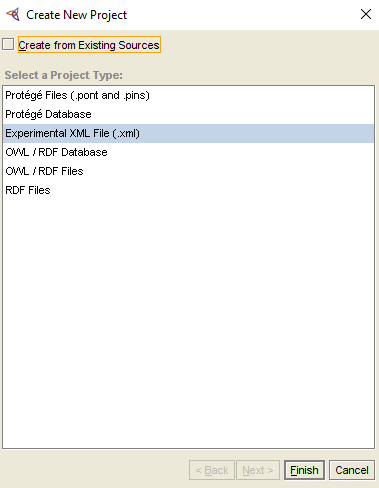 Create New Project
Create from Existing Sources
Select a Project Type:
Protégé Files (.pont and .pins)
Protégé Database
Experimental XML File (.xml)
OWL / RDF Database
OWL / RDF Files
RDF Files
< Back Next > Finish Cancel